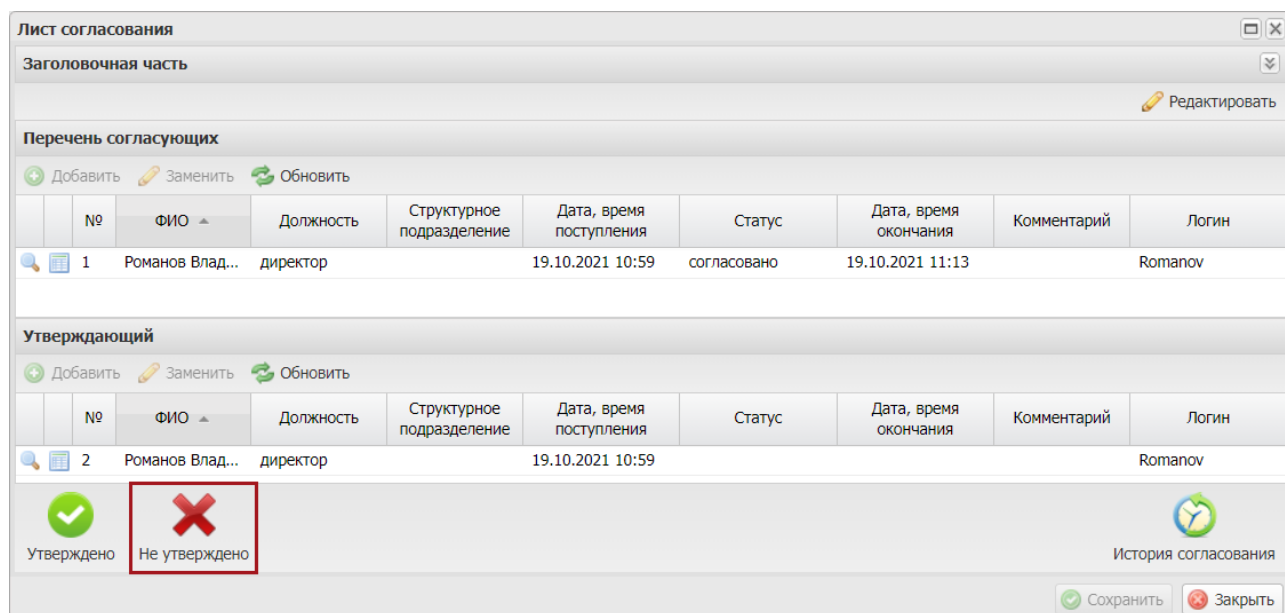 Лист согласования
Заголовочная часть
Редактировать
Перечень согласующих
Добавить Заменить Обновить
№ ФИО Должность Структурное подразделение Дата, время поступления Статус Дата, время окончания Комментарий Логин
1 Романов Влад... директор 19.10.2021 10:59 согласовано 19.10.2021 11:13 Romanov
Утверждающий
Добавить Заменить Обновить
№ ФИО Должность Структурное подразделение Дата, время поступления Статус Дата, время окончания Комментарий Логин
2 Романов Влад... директор 19.10.2021 10:59 Romanov
Утверждено Не утверждено История согласования
Сохранить Закрыть